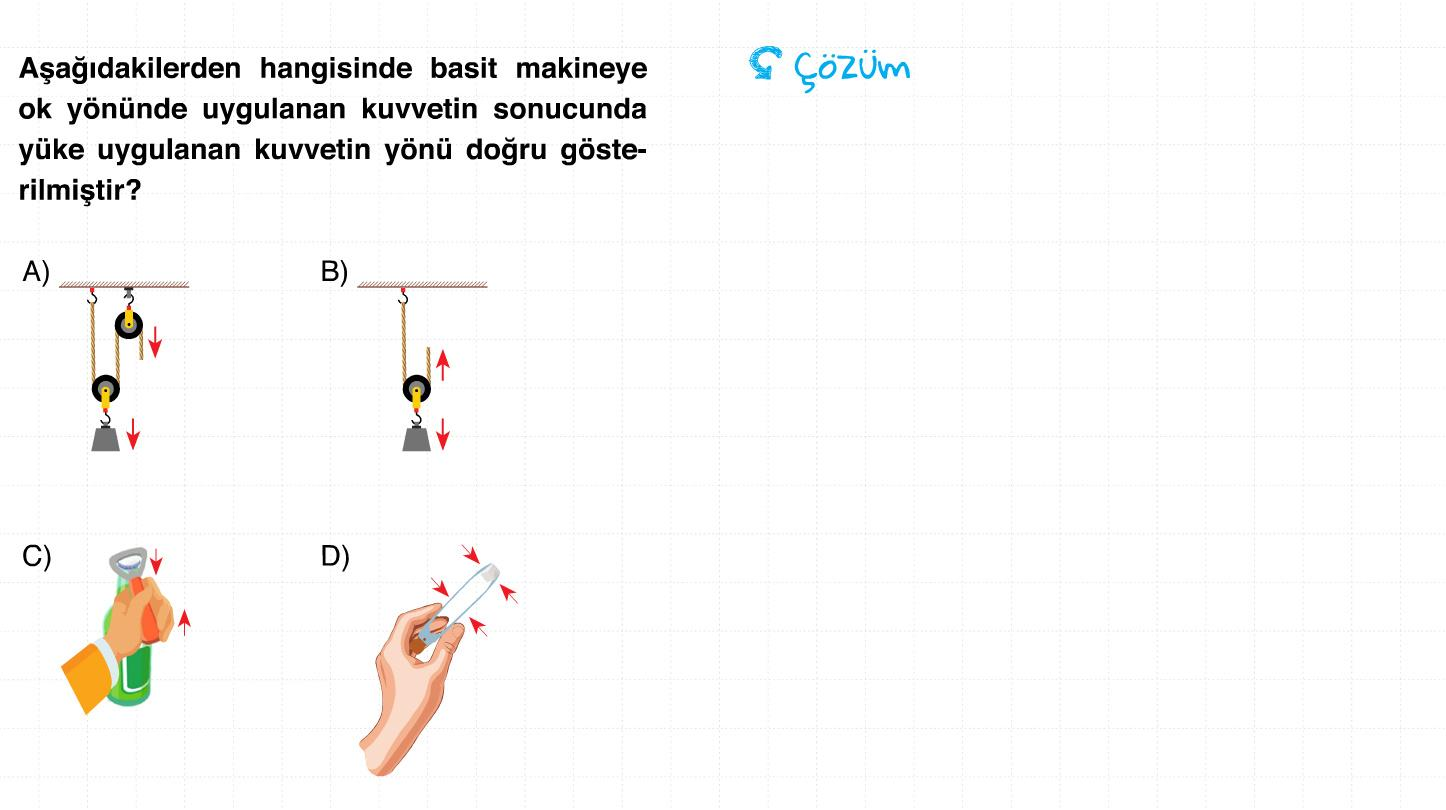 Aşağıdakilerden hangisinde basit makineye
ok yönünde uygulanan kuvvetin sonucunda
yüke uygulanan kuvvetin yönü doğru göste-
rilmiştir?
Çözüm
A)
B)
C)
D)